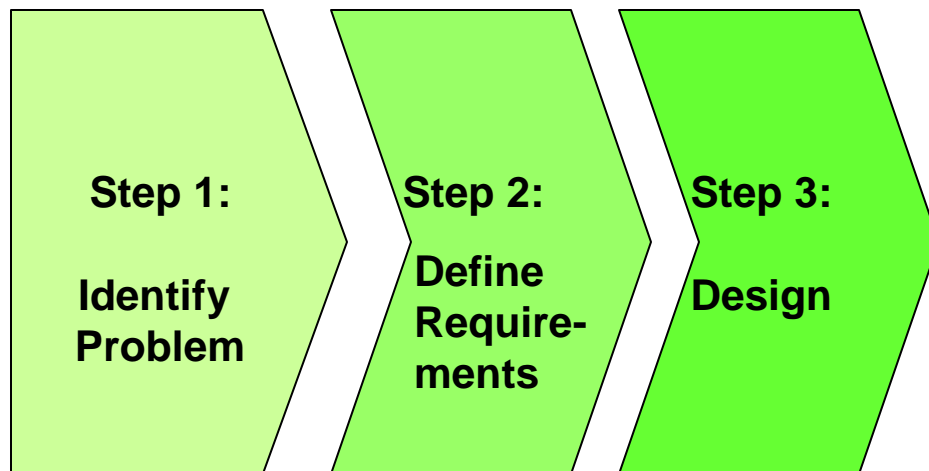 Step 1:
Identify
Problem
Step 2:
Define
Require-
ments
Step 3:
Design